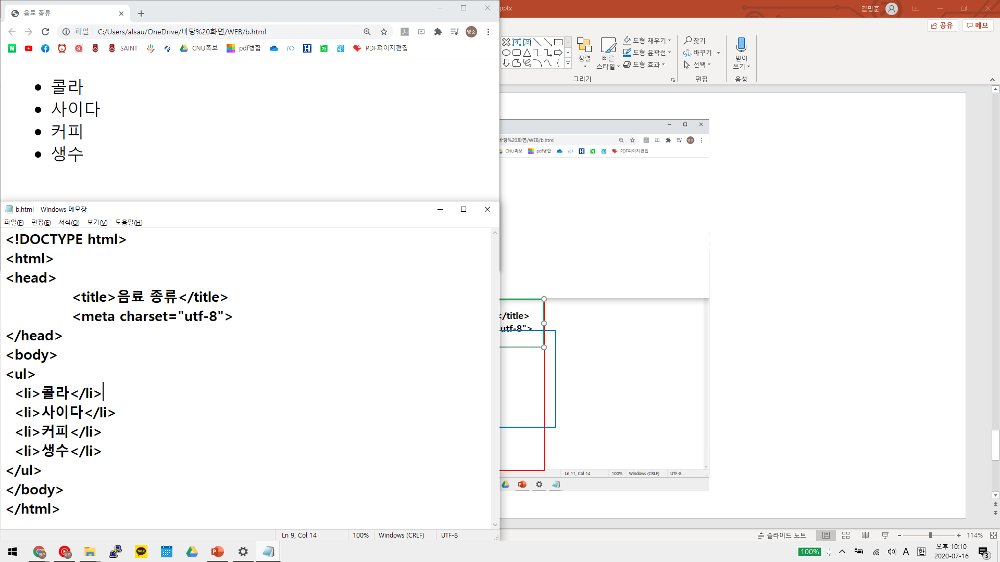 음료 종류
파일 | C:/Users/alsau/OneDrive/바탕%20화면/WEB/b.html
명준
SAINT
CNU족보
pdf병합
PDF펴이지편집
콜라
사이다
커피
생수
b.html - Windows 메모장
파일(F) 편집(E) 서식(O) 보기(V) 도움말(H)
<!DOCTYPE html>
<html>
<head>
<title>음료 종류</title>
<meta charset="utf-8">
</head>
<body>
<ul>
<li>콜라</li>
<li>사이다</li>
<li>커피</li>
<li>생수</li>
</ul>
</body>
</html>
Ln 9, Col 14 100% Windows (CRLF) UTF-8
pptx
김명준
공유 메모
정렬
빠른
스타일
도형 채우기
도형 윤곽선
도형 효과
그리기
찾기
바꾸기
선택
편집
받아
쓰기
음성
바탕%20화면/WEB/b.html
명준
CNU족보 pdf병합 PDF펴이지편집
</title>
utf-8">
Ln 11, Col 14 100% Windows (CRLF) UTF-8
슬라이드 노트 114%
TALK
100% A 한
오후 10:10
2020-07-16
3